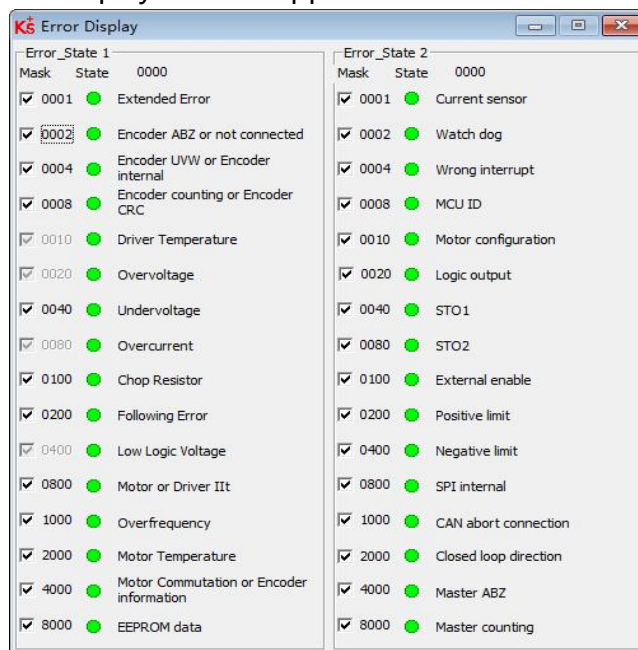 Kṡ Error Display
Error_State 1
Mask State 0000
0001 Extended Error
0002 Encoder ABZ or not connected
0004 Encoder UVW or Encoder
internal
0008 Encoder counting or Encoder
CRC
0010 Driver Temperature
0020 Overvoltage
0040 Undervoltage
0080 Overcurrent
0100 Chop Resistor
0200 Following Error
0400 Low Logic Voltage
0800 Motor or Driver IIt
1000 Overfrequency
2000 Motor Temperature
4000 Motor Commutation or Encoder
information
8000 EEPROM data
Error_State 2
Mask State 0000
0001 Current sensor
0002 Watch dog
0004 Wrong interrupt
0008 MCU ID
0010 Motor configuration
0020 Logic output
0040 STO1
0080 STO2
0100 External enable
0200 Positive limit
0400 Negative limit
0800 SPI internal
1000 CAN abort connection
2000 Closed loop direction
4000 Master ABZ
8000 Master counting